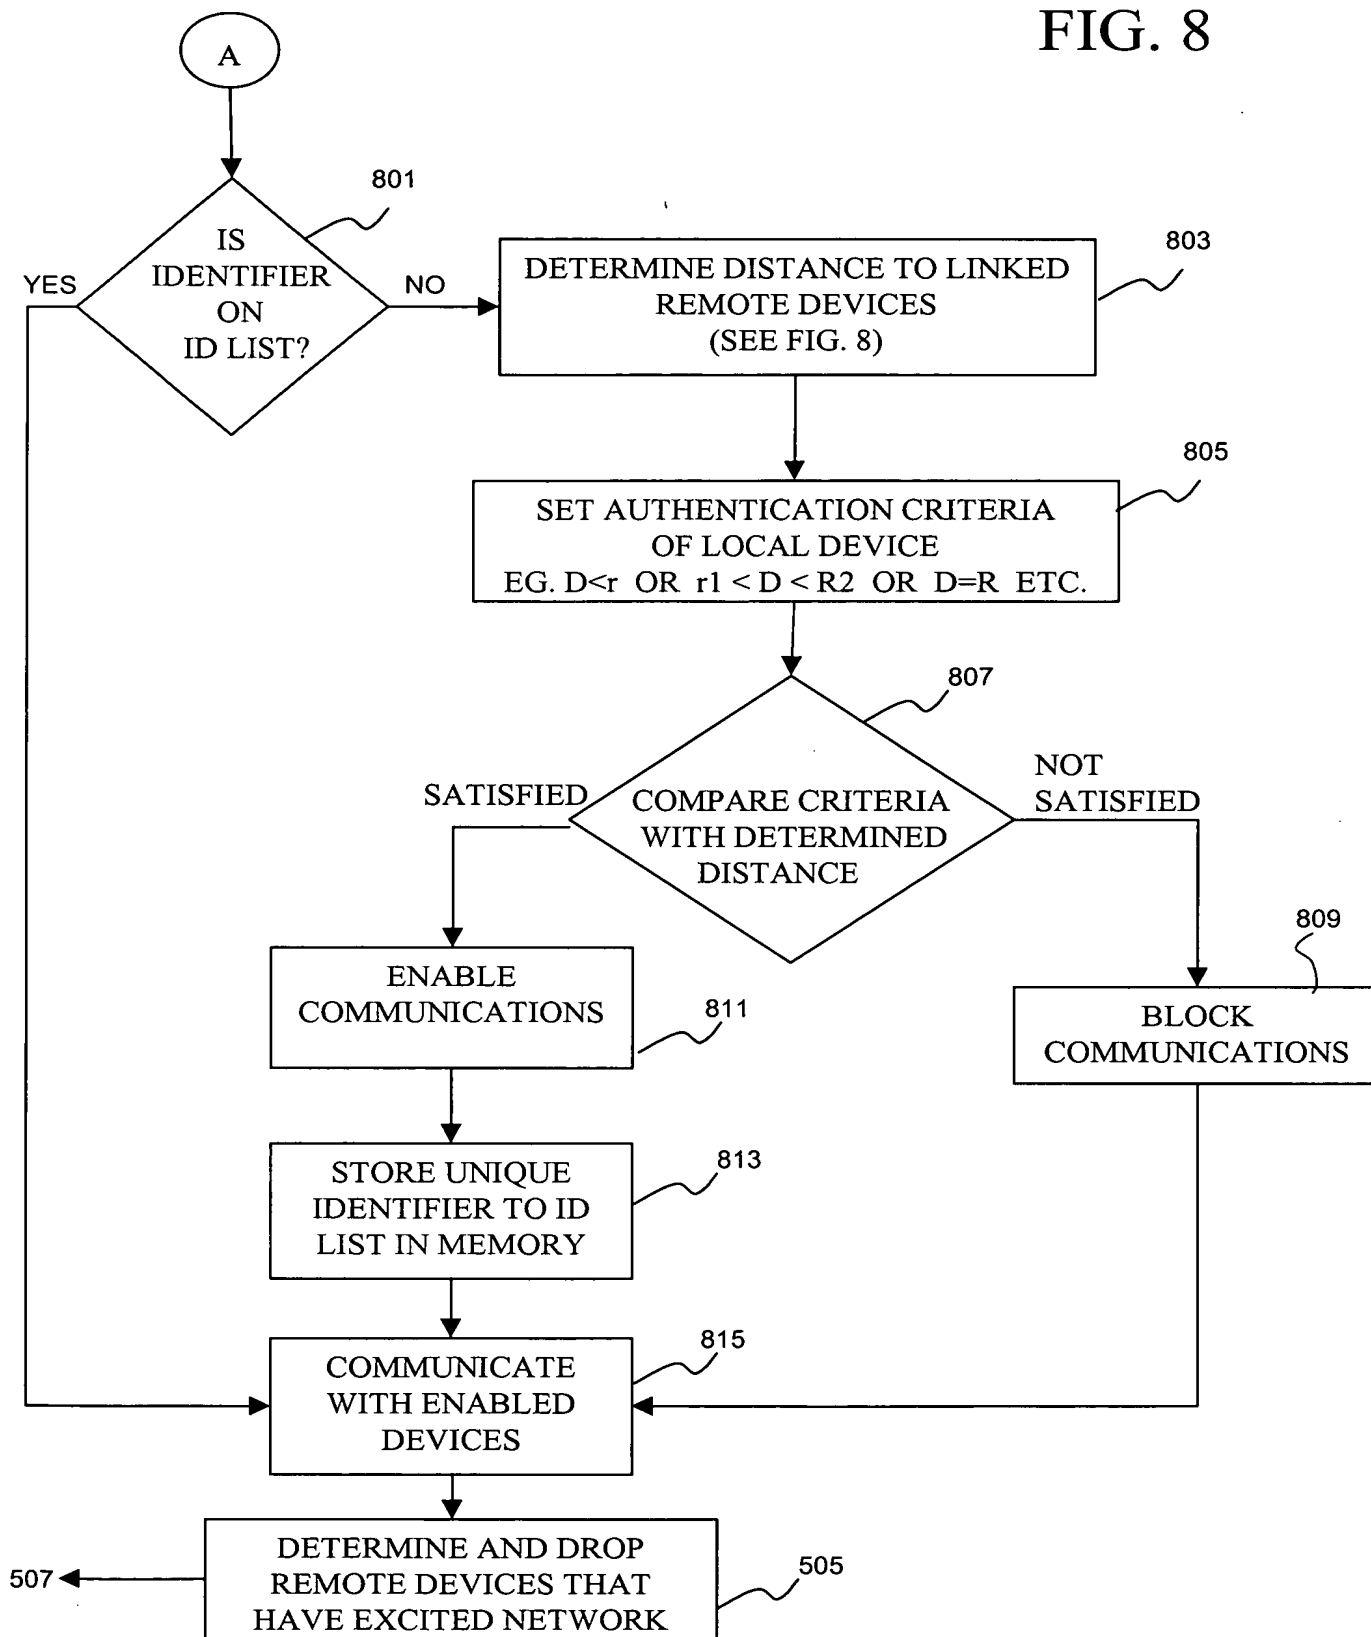 FIG. 8
A
801
IS
IDENTIFIER
ON
ID LIST?
YES
NO
803
DETERMINE DISTANCE TO LINKED
REMOTE DEVICES
(SEE FIG. 8)
805
SET AUTHENTICATION CRITERIA
OF LOCAL DEVICE
EG. D<r OR r1 < D < R2 OR D=R ETC.
807
COMPARE CRITERIA
WITH DETERMINED
DISTANCE
SATISFIED
NOT
SATISFIED
809
BLOCK
COMMUNICATIONS
ENABLE
COMMUNICATIONS
811
STORE UNIQUE
IDENTIFIER TO ID
LIST IN MEMORY
813
COMMUNICATE
WITH ENABLED
DEVICES
815
DETERMINE AND DROP
REMOTE DEVICES THAT
HAVE EXCITED NETWORK
505
507